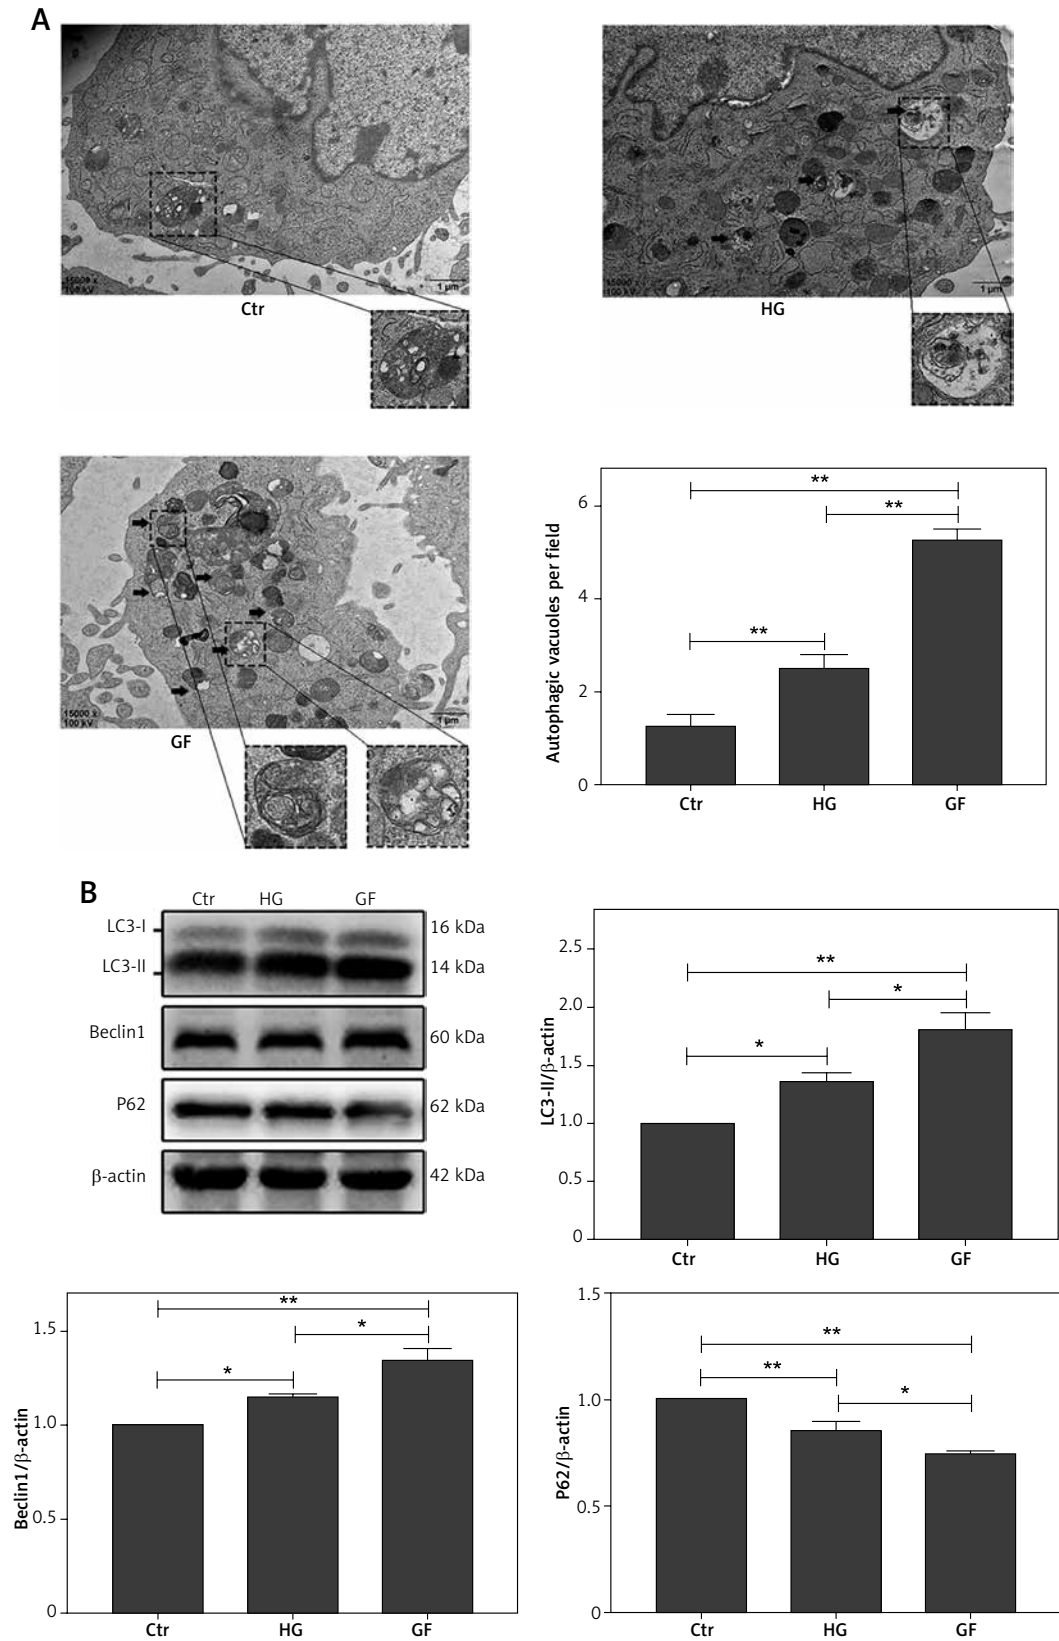 A
15000 x
100 kV
1 μm
Ctr
15000 x
100 kV
1 μm
HG
15000 x
100 kV
1 μm
GF
Autophagic vacuoles per field
6
4
2
0
**
**
**
Ctr HG GF
B
Ctr HG GF
LC3-I 16 kDa
LC3-II 14 kDa
Beclin1 60 kDa
P62 62 kDa
β-actin 42 kDa
LC3-II/β-actin
2.5
2.0
1.5
1.0
0.5
0
**
*
*
Ctr HG GF
Beclin1/β-actin
1.5
1.0
0.5
0
**
*
*
Ctr HG GF
P62/β-actin
1.5
1.0
0.5
0
**
**
*
Ctr HG GF